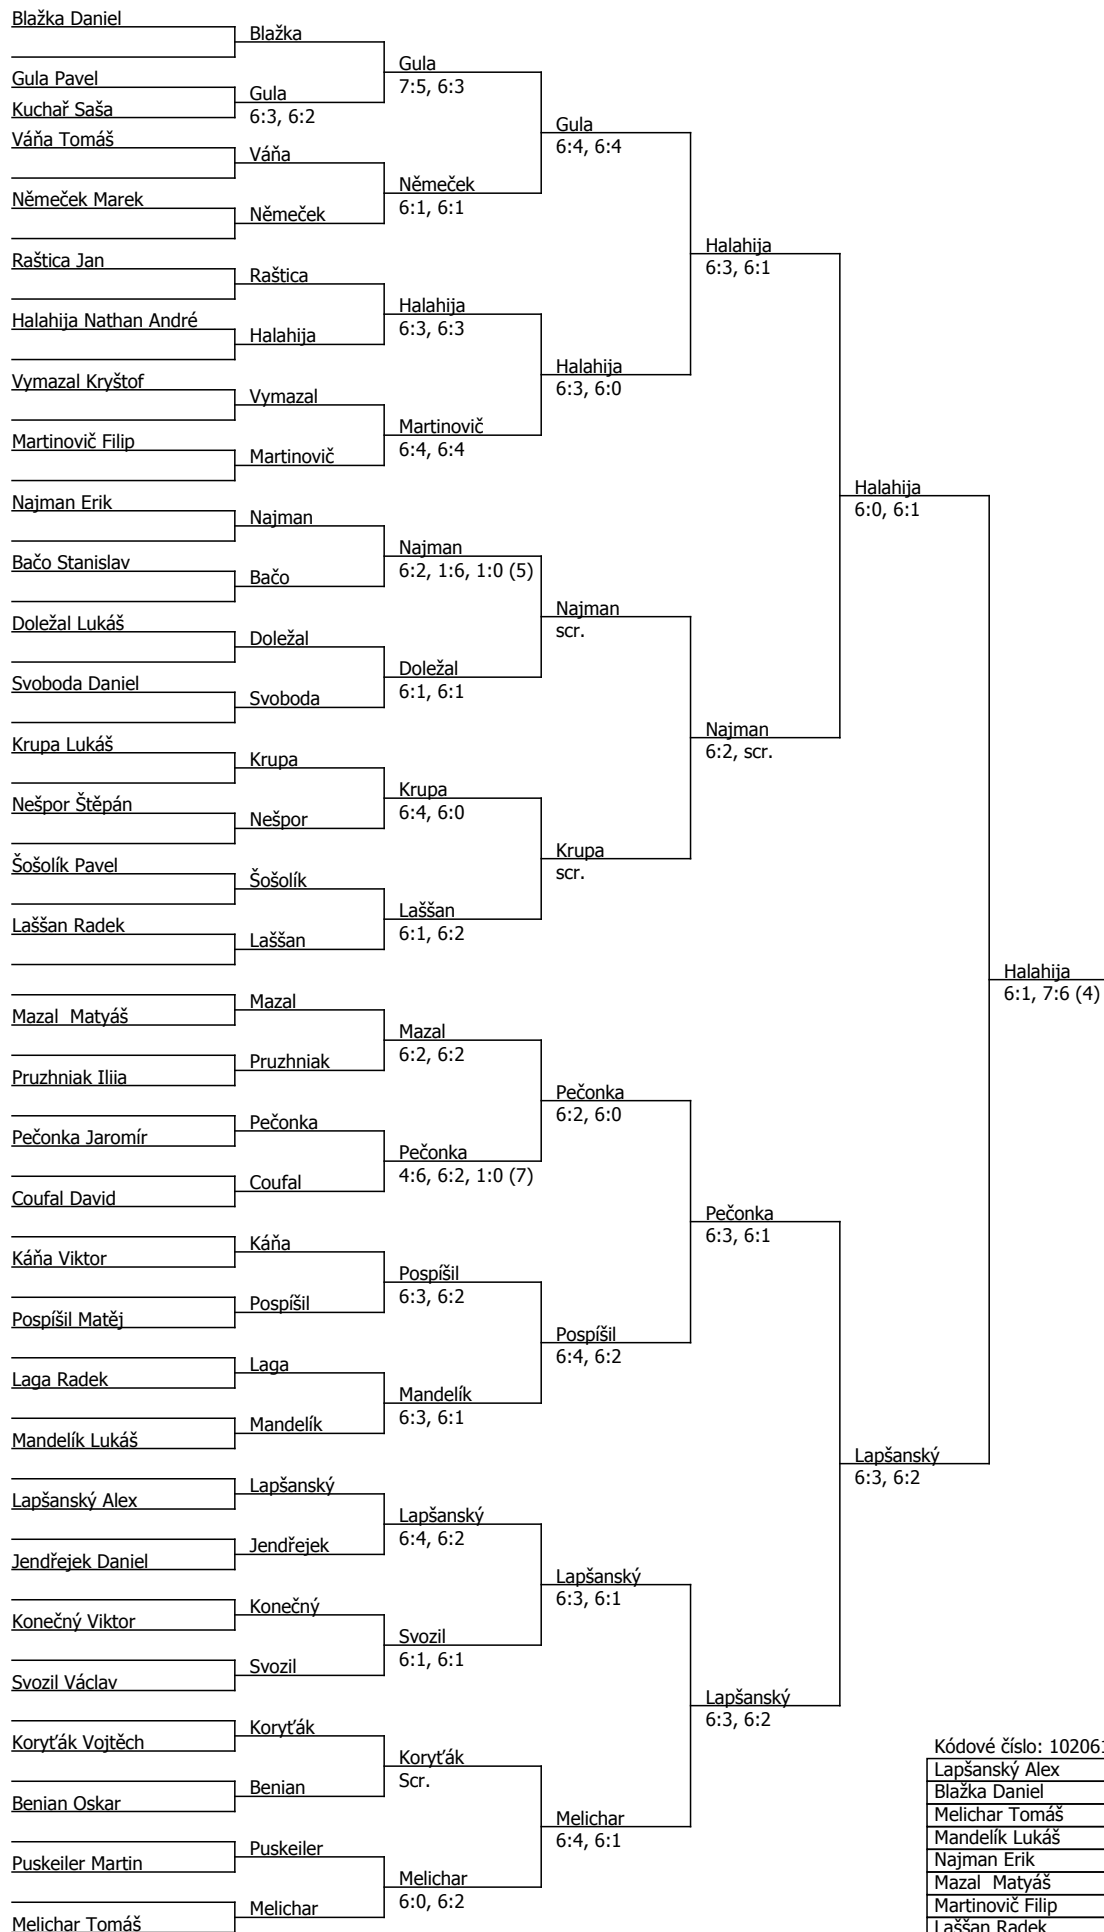 Blažka Daniel
Blažka
Gula
7:5, 6:3
Gula Pavel
Gula
6:3, 6:2
Kuchař Saša
Gula
6:4, 6:4
Váňa Tomáš
Váňa
Němeček
6:1, 6:1
Němeček Marek
Němeček
Halahija
6:3, 6:1
Raštica Jan
Raštica
Halahija
6:3, 6:3
Halahija Nathan André
Halahija
Halahija
6:3, 6:0
Vymazal Kryštof
Vymazal
Martinovič
6:4, 6:4
Martinovič Filip
Martinovič
Halahija
6:0, 6:1
Najman Erik
Najman
Najman
6:2, 1:6, 1:0 (5)
Bačo Stanislav
Bačo
Najman
scr.
Doležal Lukáš
Doležal
Doležal
6:1, 6:1
Svoboda Daniel
Svoboda
Najman
6:2, scr.
Krupa Lukáš
Krupa
Krupa
6:4, 6:0
Nešpor Štěpán
Nešpor
Krupa
scr.
Šošolík Pavel
Šošolík
Laššan
6:1, 6:2
Laššan Radek
Laššan
Halahija
6:1, 7:6 (4)
Mazal
Mazal  Matyáš
Mazal
6:2, 6:2
Pruzhniak
Pruzhniak Iliia
Pečonka
6:2, 6:0
Pečonka
Pečonka Jaromír
Pečonka
4:6, 6:2, 1:0 (7)
Coufal
Coufal David
Pečonka
6:3, 6:1
Káňa
Káňa Viktor
Pospíšil
6:3, 6:2
Pospíšil
Pospíšil Matěj
Pospíšil
6:4, 6:2
Laga
Laga Radek
Mandelík
6:3, 6:1
Mandelík
Mandelík Lukáš
Lapšanský
6:3, 6:2
Lapšanský
Lapšanský Alex
Lapšanský
6:4, 6:2
Jendřejek
Jendřejek Daniel
Lapšanský
6:3, 6:1
Konečný
Konečný Viktor
Svozil
6:1, 6:1
Svozil
Svozil Václav
Lapšanský
6:3, 6:2
Koryťák
Koryťák Vojtěch
Koryťák
Scr.
Benian
Benian Oskar
Melichar
6:4, 6:1
Puskeiler
Puskeiler Martin
Melichar
6:0, 6:2
Melichar
Melichar Tomáš
Kódové číslo: 10206
Lapšanský Alex
Blažka Daniel
Melichar Tomáš
Mandelík Lukáš
Najman Erik
Mazal  Matyáš
Martinovič Filip
Laššan Radek